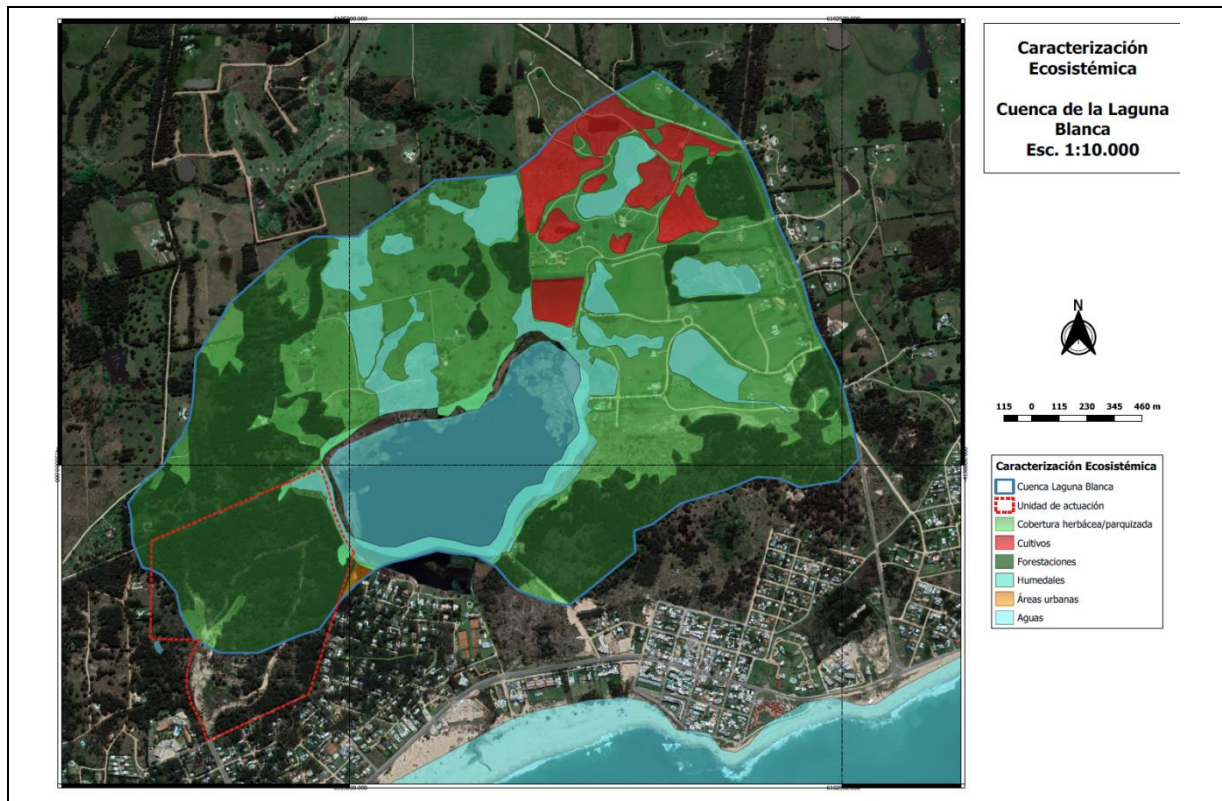 Caracterización
Ecosistémica
Cuenca de la Laguna
Blanca
Esc. 1:10.000
N
115 0 115 230 345 460 m
Caracterización Ecosistémica
Cuenca Laguna Blanca
Unidad de actuación
Cobertura herbácea/parquizada
Cultivos
Forestaciones
Humedales
Áreas urbanas
Aguas